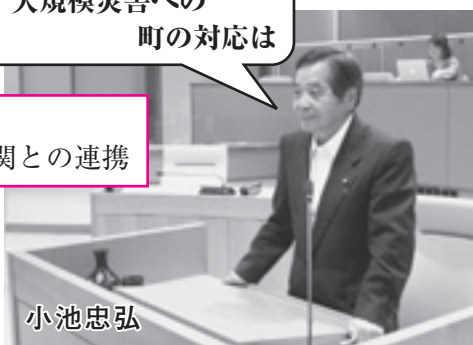 大規模災害への
町の対応は
関との連携
小池忠弘